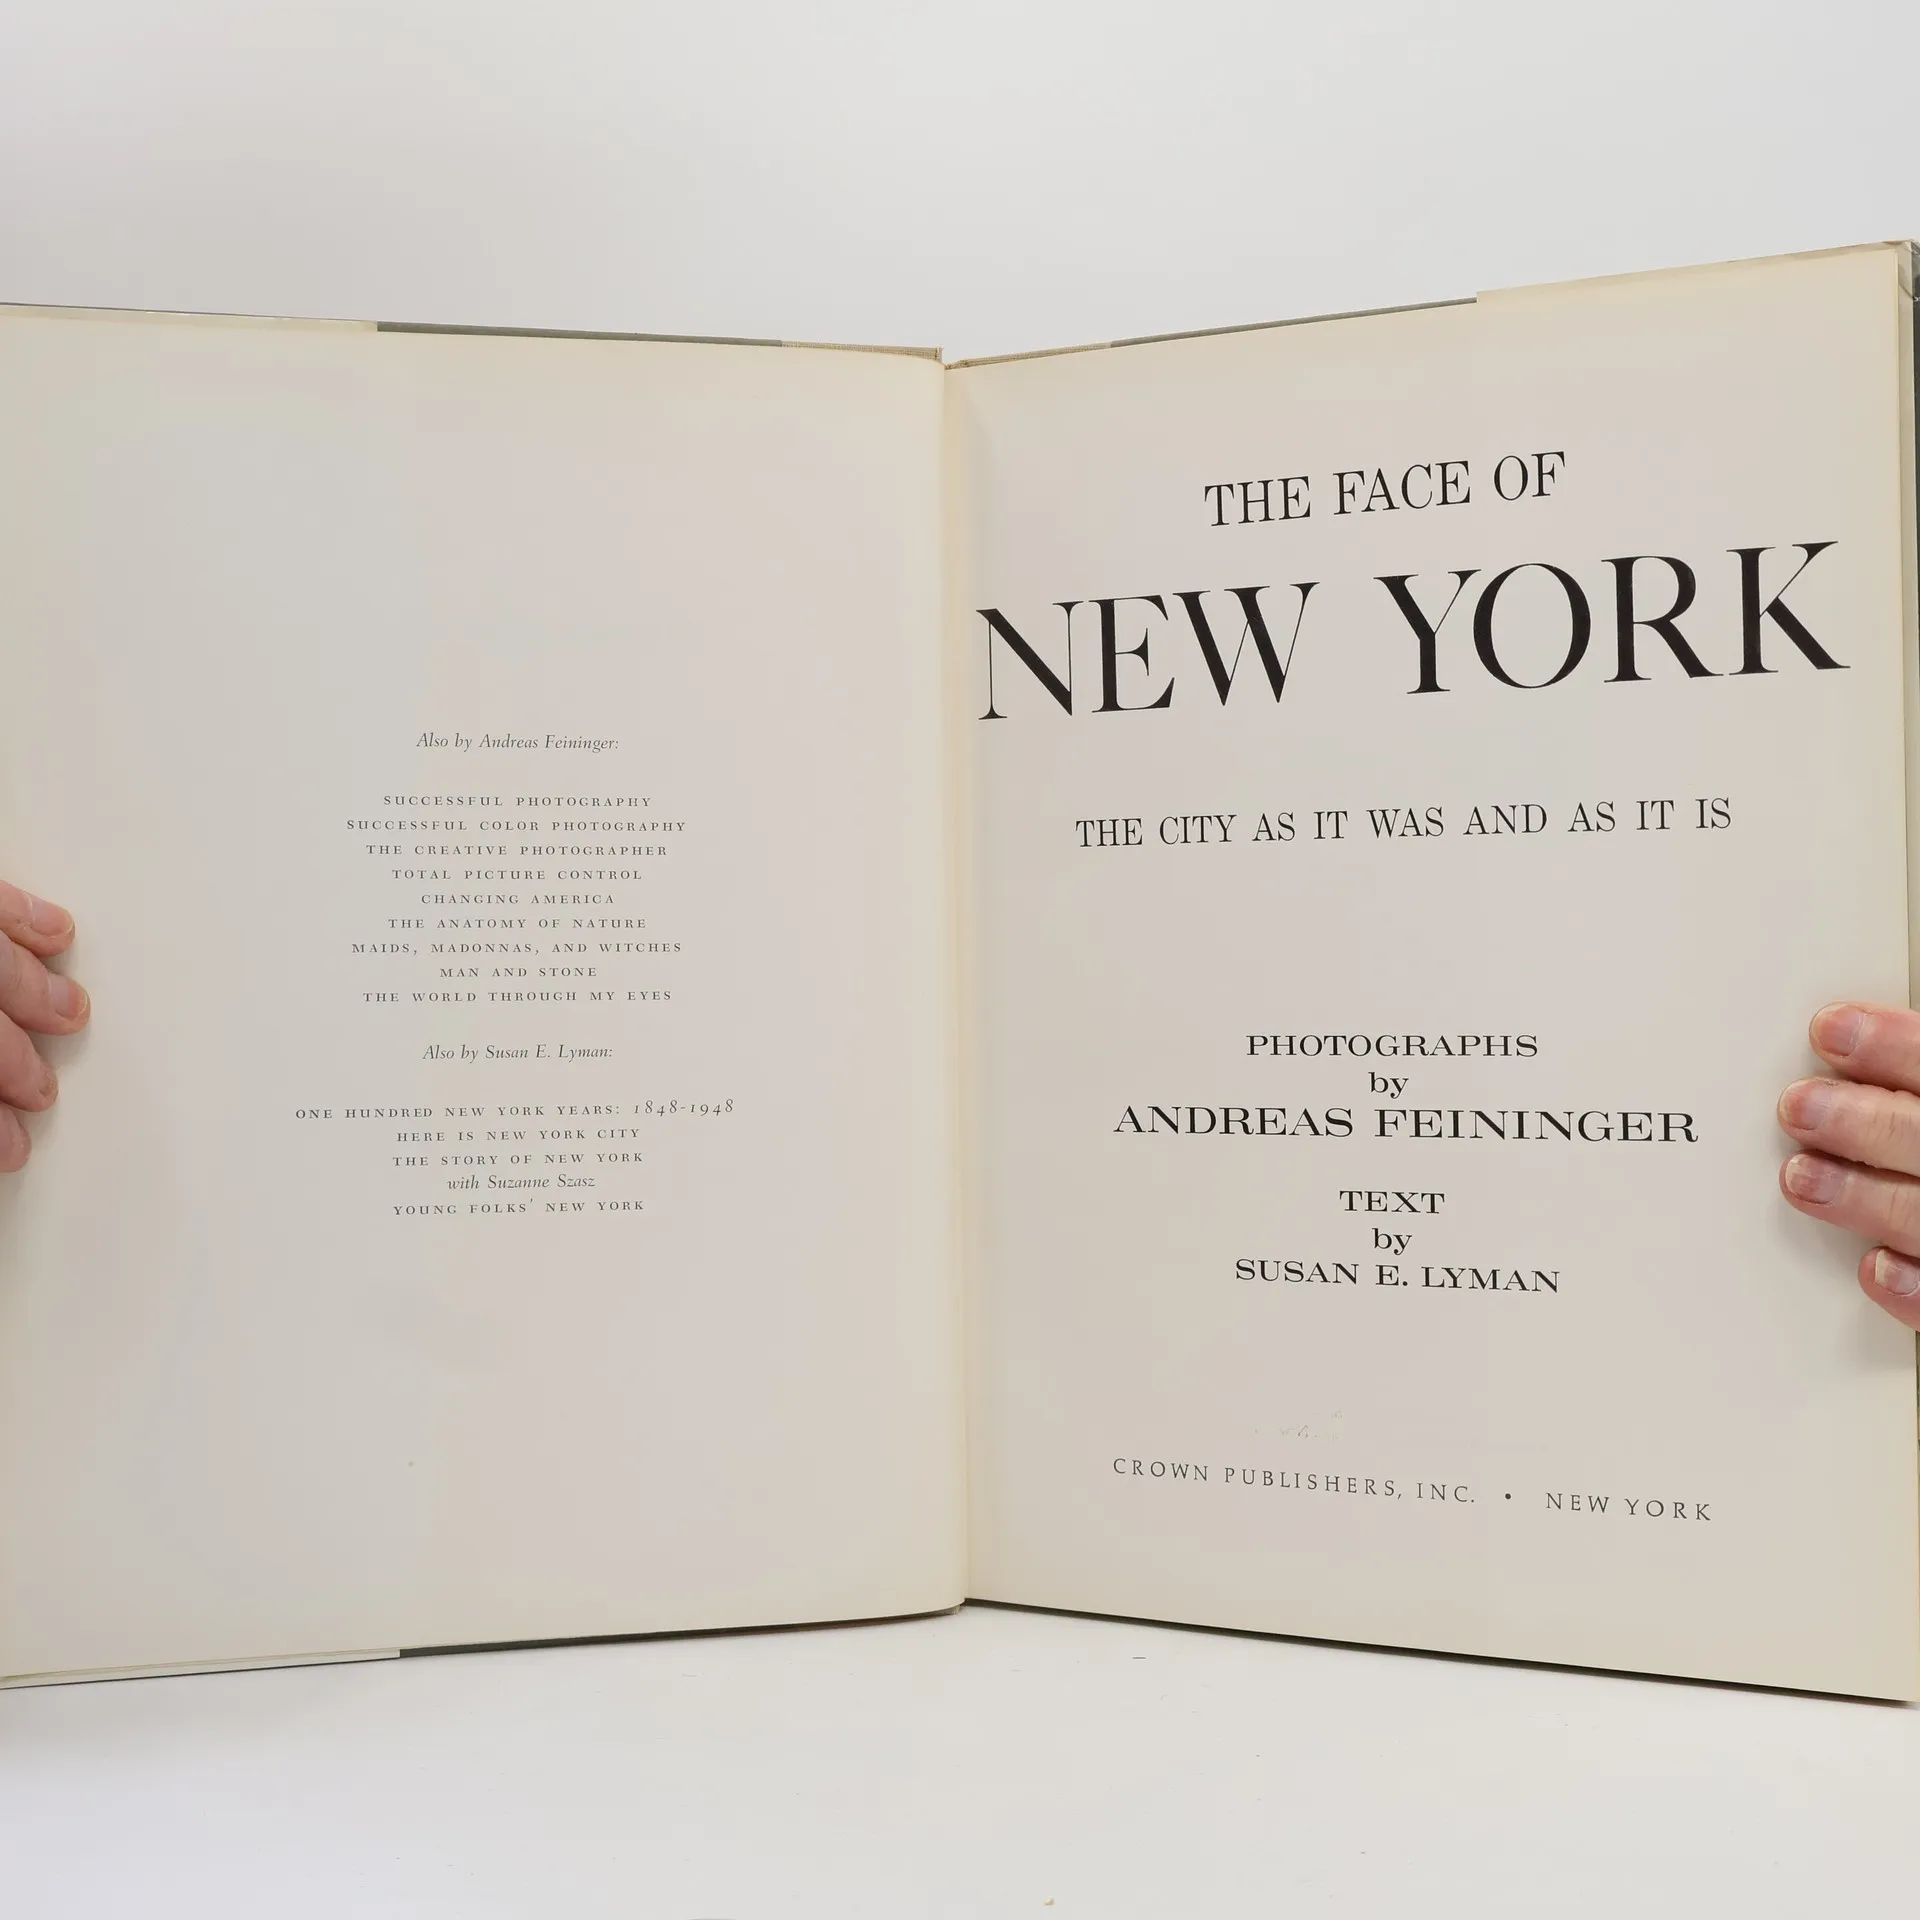 Also by Andreas Feininger:
SUCCESSFUL PHOTOGRAPHY
SUCCESSFUL COLOR PHOTOGRAPHY
THE CREATIVE PHOTOGRAPHER
TOTAL PICTURE CONTROL
CHANGING AMERICA
THE ANATOMY OF NATURE
MAIDS, MADONNAS, AND WITCHES
MAN AND STONE
THE WORLD THROUGH MY EYES
Also by Susan E. Lyman:
ONE HUNDRED NEW YORK YEARS: 1848-1948
HERE IS NEW YORK CITY
THE STORY OF NEW YORK
with Suzanne Szasz
YOUNG FOLKS' NEW YORK
THE FACE OF
NEW YORK
THE CITY AS IT WAS AND AS IT IS
PHOTOGRAPHS
by
ANDREAS FEININGER
TEXT
by
SUSAN E. LYMAN
CROWN PUBLISHERS, INC. • NEW YORK